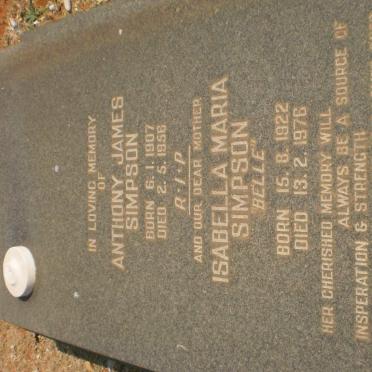 IN LOVING MEMORY
OF
ANTHONY JAMES
SIMPSON
BORN 6. 1. 1907
DIED 2. 5. 1956
R·I·P
AND OUR DEAR MOTHER
ISABELLA MARIA
SIMPSON
"BELLE"
BORN 15. 8. 1922
DIED 13. 2. 1976
HER CHERISHED MEMORY WILL
ALWAYS BE A SOURCE OF
INSPERATION & STRENGTH